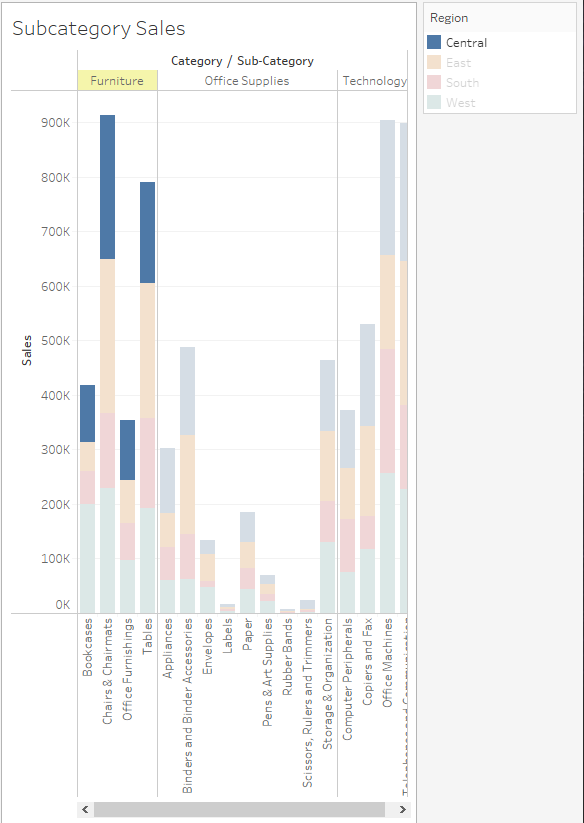 Subcategory Sales
Region
Central
East
South
West
Category / Sub-Category
Furniture
Office Supplies
Technology
Sales
900K
800K
700K
600K
500K
400K
300K
200K
100K
0K
Bookcases
Chairs & Chairmats
Office Furnishings
Tables
Appliances
Binders and Binder Accessories
Envelopes
Labels
Paper
Pens & Art Supplies
Rubber Bands
Scissors, Rulers and Trimmers
Storage & Organization
Computer Peripherals
Copiers and Fax
Office Machines